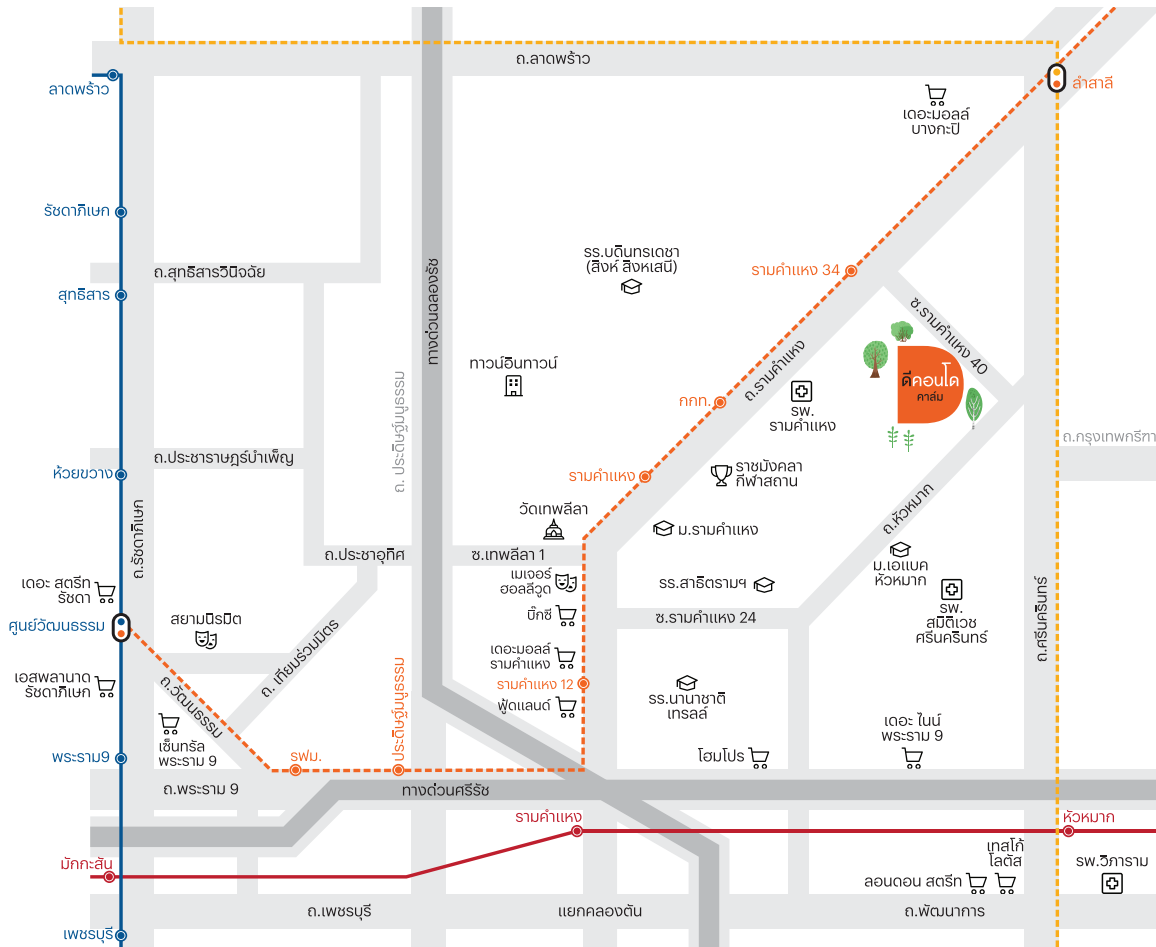 ถ.ลาดพร้าว
ลาดพร้าว
ลำสาลี
เดอะมอลล์
บางกะปิ
รัชดาภิเษก
รร.บดินทรเดชา
(สิงห์ สิงหเสนี)
รามคำแหง 34
ถ.สุทธิสารวินิจฉัย
สุทธิสาร
ทางด่วนฉลองรัช
ซ.รามคำแหง 40
ทาวน์อินทาวน์
ถ.รามคำแหง
ดีคอนโด
คาล์ม
กกท.
รพ.
รามคำแหง
ถ. ประดิษฐ์มนูธรรม
ถ.กรุงเทพกรีฑา
ถ.ประชาราษฎร์บำเพ็ญ
ห้วยขวาง
รามคำแหง
ราชมังคลา
กีฬาสถาน
ถ.รัชดาภิเษก
วัดเทพลีลา
ม.รามคำแหง
ถ.หัวหมาก
ถ.ประชาอุทิศ
ซ.เทพลีลา 1
ม.เอแบค
หัวหมาก
เดอะ สตรีท
รัชดา
เมเจอร์
ฮอลลีวูด
รร.สาธิตรามฯ
รพ.
สมิติเวช
ศรีนครินทร์
ถ.ศรีนครินทร์
ศูนย์วัฒนธรรม
สยามนิรมิต
บิ๊กซี
ซ.รามคำแหง 24
ถ. เทียมร่วมมิตร
เดอะมอลล์
รามคำแหง
เอสพลานาด
รัชดาภิเษก
ถ.วัฒนธรรม
ประดิษฐ์มนูธรรม
รามคำแหง 12
รร.นานาชาติ
เทรลล์
ฟู้ดแลนด์
เดอะ ไนน์
พระราม 9
เซ็นทรัล
พระราม 9
พระราม9
รฟม.
โฮมโปร
ถ.พระราม 9
ทางด่วนศรีรัช
รามคำแหง
หัวหมาก
มักกะสัน
เทสโก้
โลตัส
ลอนดอน สตรีท
รพ.วิภาราม
ถ.เพชรบุรี
แยกคลองตัน
ถ.พัฒนาการ
เพชรบุรี